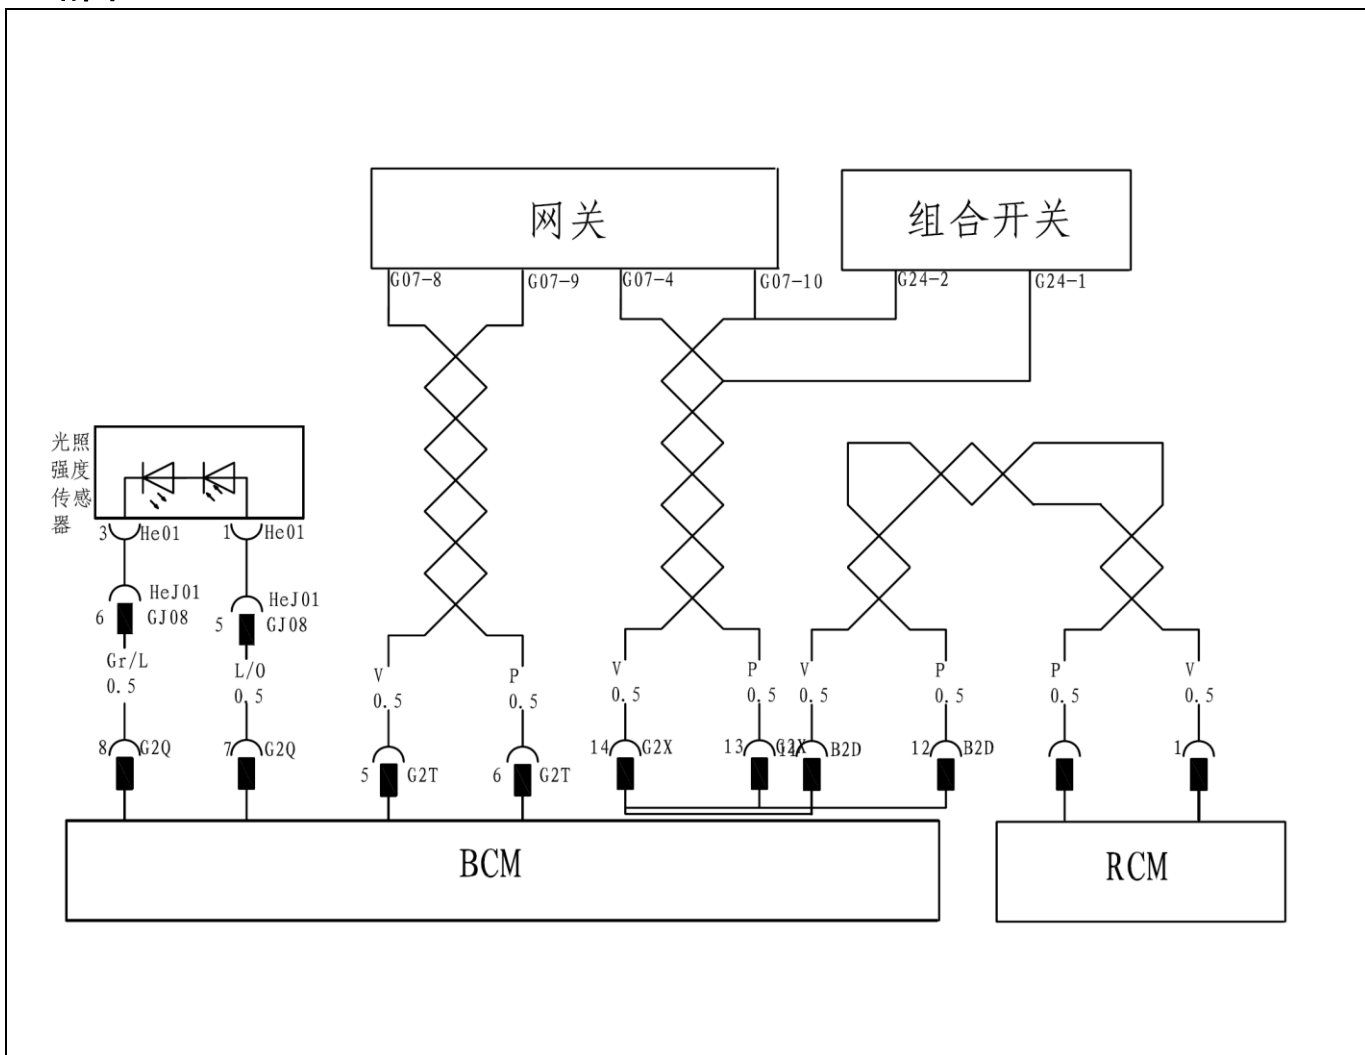 网关
组合开关
G07-8
G07-9
G07-4
G07-10
G24-2
G24-1
光照
强度
传感
器
3
He01
1
He01
HeJ01
6
GJ08
HeJ01
5
GJ08
Gr/L
0.5
L/O
0.5
V
0.5
P
0.5
V
0.5
P
0.5
V
0.5
P
0.5
P
0.5
V
0.5
8
G2Q
7
G2Q
5
G2T
6
G2T
14
G2X
13
G2X
B2D
12
B2D
1
BCM
RCM